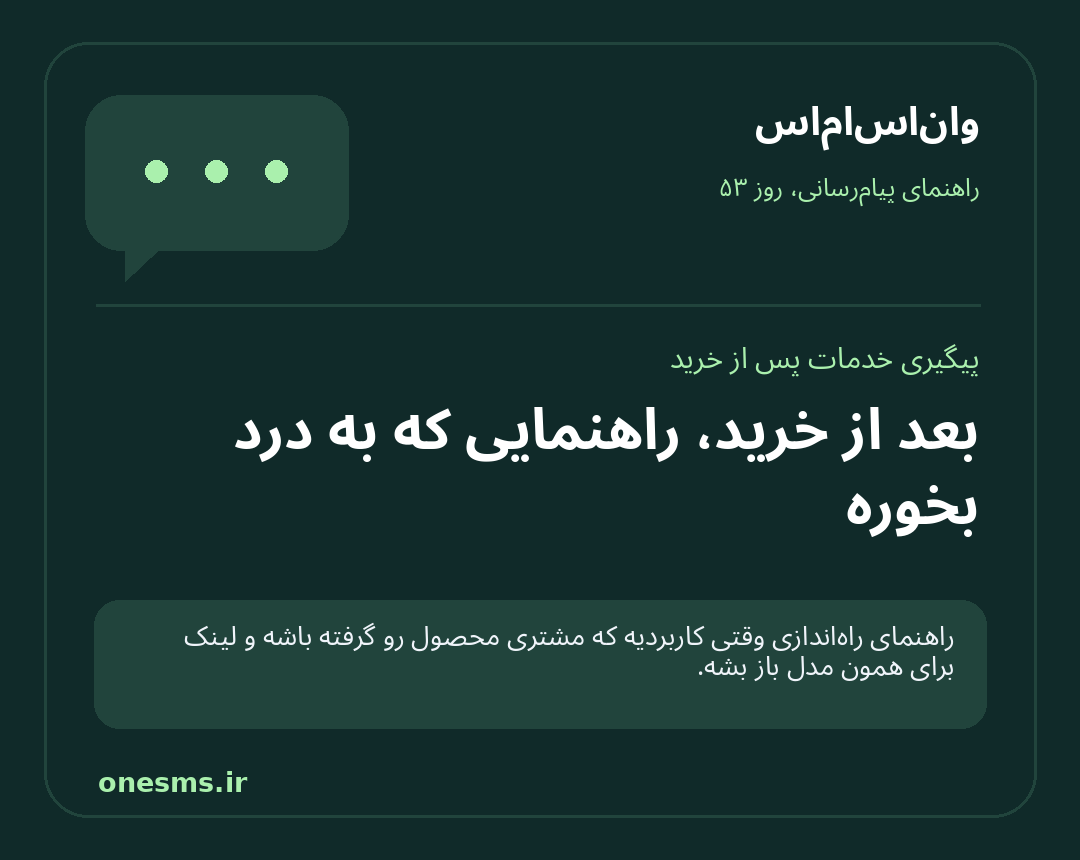 وان‌اس‌ام‌اس
راهنمای پیام‌رسانی، روز ۵۳
پیگیری خدمات پس از خرید
بعد از خرید، راهنمایی که به درد
بخوره
راهنمای راه‌اندازی وقتی کاربردیه که مشتری محصول رو گرفته باشه و لینک
برای همون مدل باز بشه.
onesms.ir